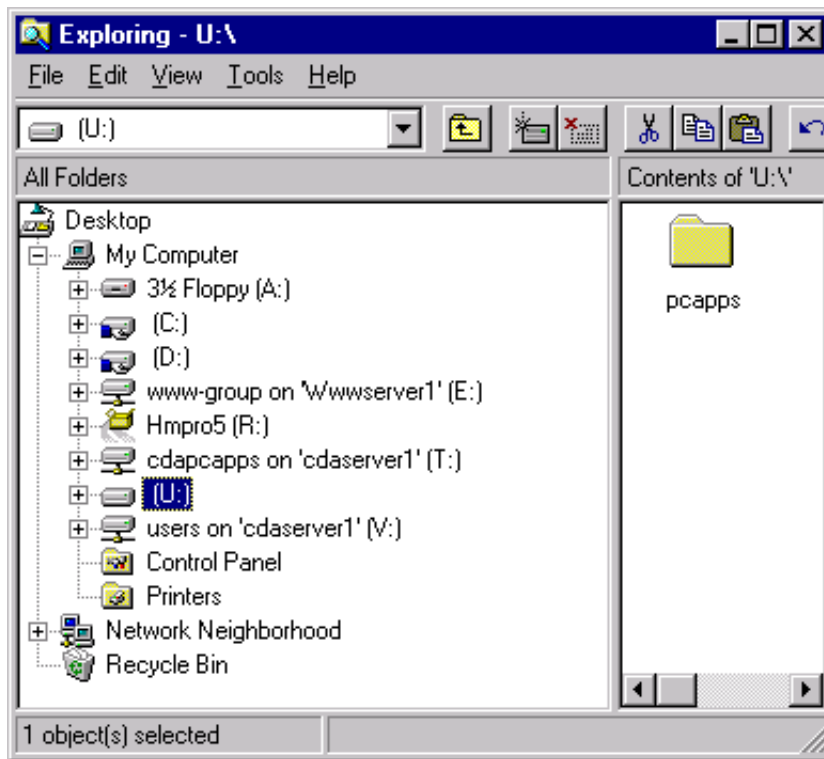 Exploring - U:\
File Edit View Tools Help
(U:)
All Folders
Contents of 'U:\'
Desktop
My Computer
3½ Floppy (A:)
(C:)
(D:)
www-group on 'Wwwserver1' (E:)
Hmpro5 (R:)
cdapcapps on 'cdaserver1' (T:)
(U:)
users on 'cdaserver1' (V:)
Control Panel
Printers
Network Neighborhood
Recycle Bin
pcapps
1 object(s) selected